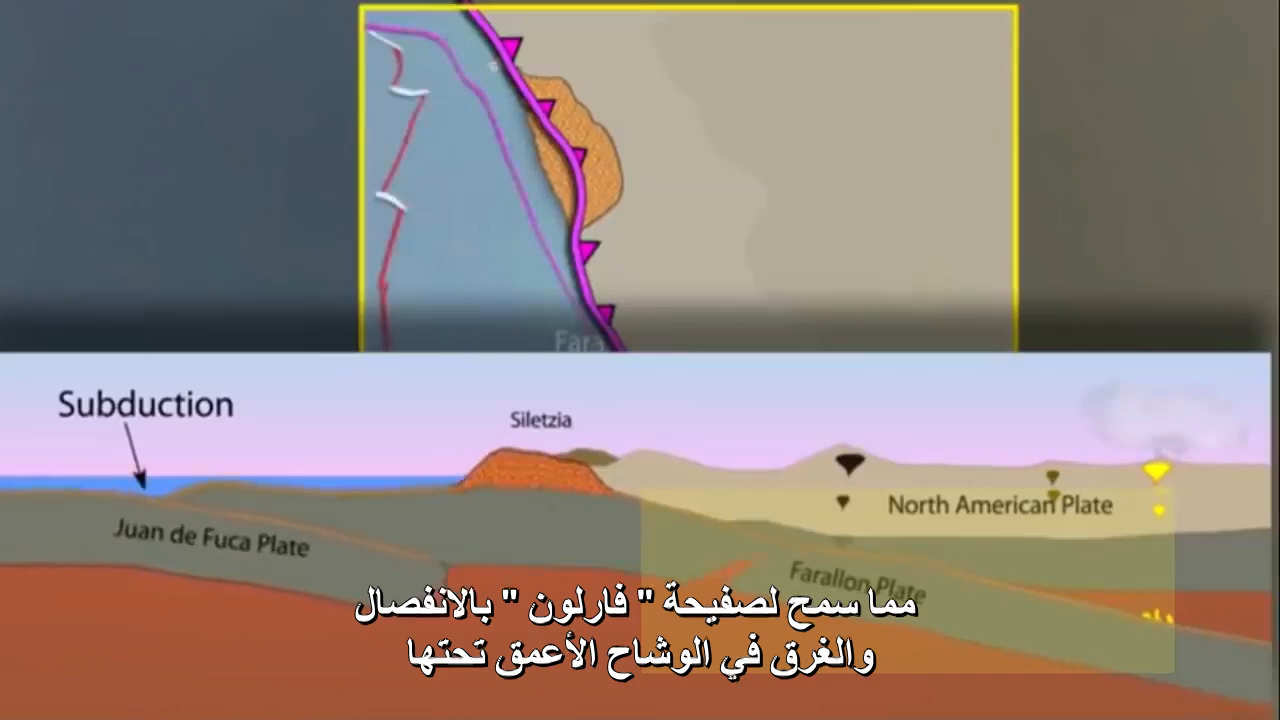 Fara
Subduction
Siletzia
North American Plate
Juan de Fuca Plate
Farallon Plate
مما سمح لصفيحة " فارلون " بالانفصال
والغرق في الوشاح الأعمق تحتها